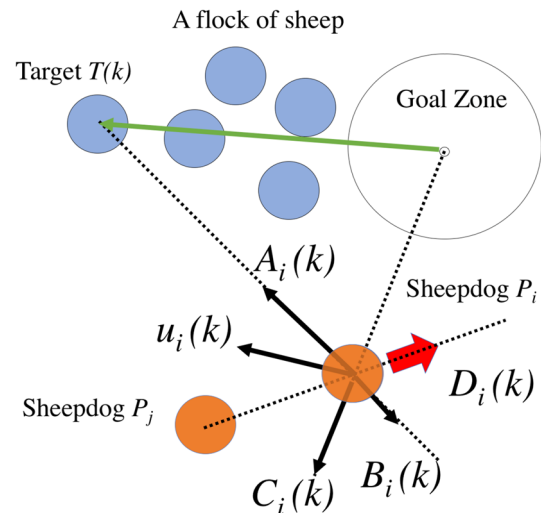 A flock of sheep
Target T(k)
Goal Zone
A_i(k)
Sheepdog P_i
u_i(k)
D_i(k)
Sheepdog P_j
B_i(k)
C_i(k)